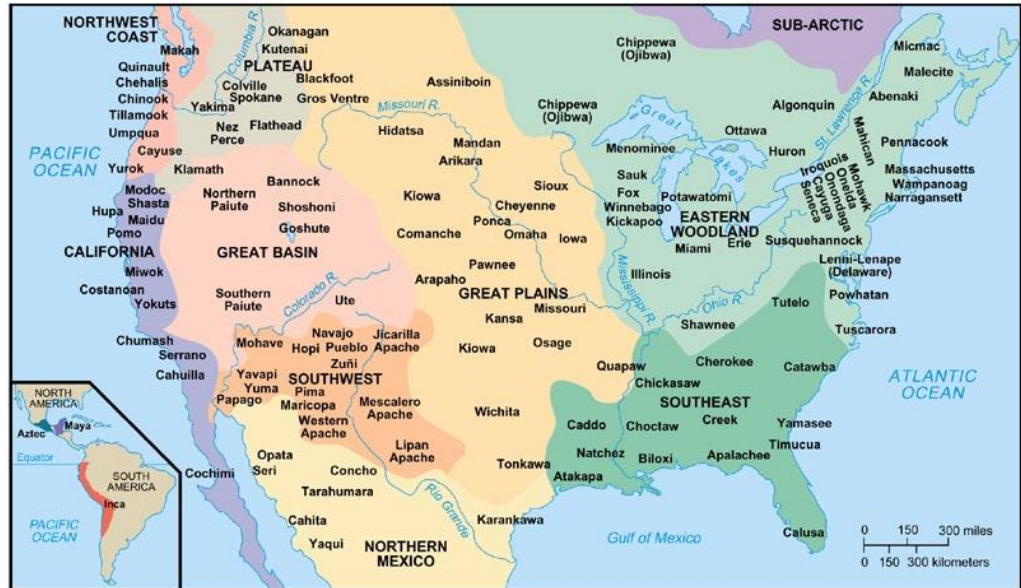 NORTHWEST
COAST
Makah
Quinault
Chehalis
Chinook
Tillamook
Umpqua
Yurok
PACIFIC
OCEAN
Columbia R.
Okanagan
Kutenai
PLATEAU
Colville
Spokane
Yakima
Nez
Perce
Flathead
Cayuse
Klamath
Blackfoot
Gros Ventre
Assiniboin
Missouri R.
Hidatsa
Mandan
Arikara
Kiowa
Sioux
Cheyenne
Ponca
Omaha
Iowa
Comanche
Pawnee
Arapaho
GREAT PLAINS
Missouri
Kansa
Kiowa
Osage
Quapaw
Wichita
Tonkawa
SUB-ARCTIC
Chippewa
(Ojibwa)
Chippewa
(Ojibwa)
Great
Lakes
Menominee
Sauk
Fox
Winnebago
Kickapoo
Potawatomi
EASTERN
WOODLAND
Miami
Erie
Illinois
Mississippi R.
Ohio R.
Shawnee
Ottawa
Huron
Algonquin
St. Lawrence R.
Micmac
Malecite
Abenaki
Mahican
Pennacook
Iroquois
Mohawk
Oneida
Onondaga
Cayuga
Seneca
Massachusetts
Wampanoag
Narragansett
Susquehannock
Lenni-Lenape
(Delaware)
Powhatan
Tutelo
Tuscarora
Modoc
Shasta
Hupa
Maidu
Pomo
CALIFORNIA
Miwok
Costanoan
Yokuts
Chumash
Serrano
Cahuilla
Cochimi
Northern
Paiute
Bannock
Shoshoni
Goshute
GREAT BASIN
Southern
Paiute
Colorado R.
Ute
Mohave
Navajo
Hopi
Pueblo
Zuñi
Jicarilla
Apache
Yavapi
Yuma
Papago
SOUTHWEST
Pima
Maricopa
Western
Apache
Mescalero
Apache
Lipan
Apache
Opata
Seri
Concho
Tarahumara
Cahita
Yaqui
NORTHERN
MEXICO
Rio Grande
Karankawa
Cherokee
Catawba
Chickasaw
SOUTHEAST
Creek
Caddo
Choctaw
Natchez
Biloxi
Atakapa
Apalachee
Yamasee
Timucua
Calusa
ATLANTIC
OCEAN
Gulf of Mexico
0 150 300 miles
0 150 300 kilometers
NORTH
AMERICA
Aztec
Maya
Equator
SOUTH
AMERICA
Inca
PACIFIC
OCEAN